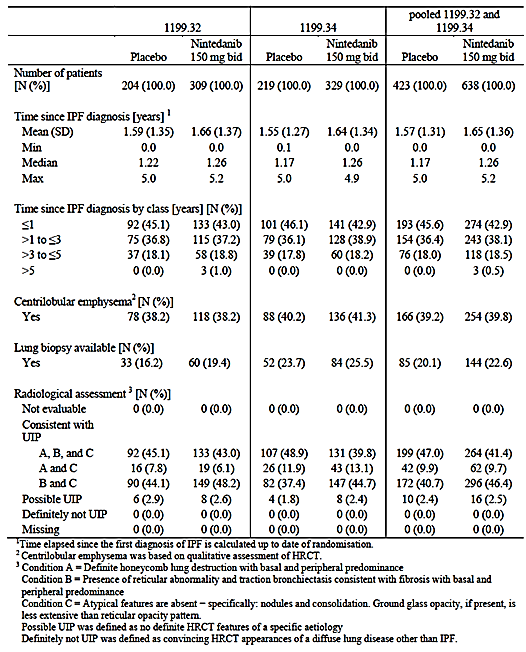 1199.32 1199.34 pooled 1199.32 and 1199.34
Placebo Nintedanib 150 mg bid Placebo Nintedanib 150 mg bid Placebo Nintedanib 150 mg bid
Number of patients [N (%)] 204 (100.0) 309 (100.0) 219 (100.0) 329 (100.0) 423 (100.0) 638 (100.0)
Time since IPF diagnosis [years] 1
Mean (SD) 1.59 (1.35) 1.66 (1.37) 1.55 (1.27) 1.64 (1.34) 1.57 (1.31) 1.65 (1.36)
Min 0.0 0.0 0.1 0.0 0.0 0.0
Median 1.22 1.26 1.17 1.26 1.17 1.26
Max 5.0 5.2 5.0 4.9 5.0 5.2
Time since IPF diagnosis by class [years] [N (%)]
≤1 92 (45.1) 133 (43.0) 101 (46.1) 141 (42.9) 193 (45.6) 274 (42.9)
>1 to ≤3 75 (36.8) 115 (37.2) 79 (36.1) 128 (38.9) 154 (36.4) 243 (38.1)
>3 to ≤5 37 (18.1) 58 (18.8) 39 (17.8) 60 (18.2) 76 (18.0) 118 (18.5)
>5 0 (0.0) 3 (1.0) 0 (0.0) 0 (0.0) 0 (0.0) 3 (0.5)
Centrilobular emphysema2 [N (%)]
Yes 78 (38.2) 118 (38.2) 88 (40.2) 136 (41.3) 166 (39.2) 254 (39.8)
Lung biopsy available [N (%)]
Yes 33 (16.2) 60 (19.4) 52 (23.7) 84 (25.5) 85 (20.1) 144 (22.6)
Radiological assessment 3 [N (%)]
Not evaluable 0 (0.0) 0 (0.0) 0 (0.0) 0 (0.0) 0 (0.0) 0 (0.0)
Consistent with
UIP
A, B, and C 92 (45.1) 133 (43.0) 107 (48.9) 131 (39.8) 199 (47.0) 264 (41.4)
A and C 16 (7.8) 19 (6.1) 26 (11.9) 43 (13.1) 42 (9.9) 62 (9.7)
B and C 90 (44.1) 149 (48.2) 82 (37.4) 147 (44.7) 172 (40.7) 296 (46.4)
Possible UIP 6 (2.9) 8 (2.6) 4 (1.8) 8 (2.4) 10 (2.4) 16 (2.5)
Definitely not UIP 0 (0.0) 0 (0.0) 0 (0.0) 0 (0.0) 0 (0.0) 0 (0.0)
Missing 0 (0.0) 0 (0.0) 0 (0.0) 0 (0.0) 0 (0.0) 0 (0.0)
1Time elapsed since the first diagnosis of IPF is calculated up to date of randomisation.
2 Centrilobular emphysema was based on qualitative assessment of HRCT.
3 Condition A = Definite honeycomb lung destruction with basal and peripheral predominance
Condition B = Presence of reticular abnormality and traction bronchiectasis consistent with fibrosis with basal and
peripheral predominance
Condition C = Atypical features are absent – specifically: nodules and consolidation. Ground glass opacity, if present, is
less extensive than reticular opacity pattern.
Possible UIP was defined as no definite HRCT features of a specific aetiology
Definitely not UIP was defined as convincing HRCT appearances of a diffuse lung disease other than IPF.